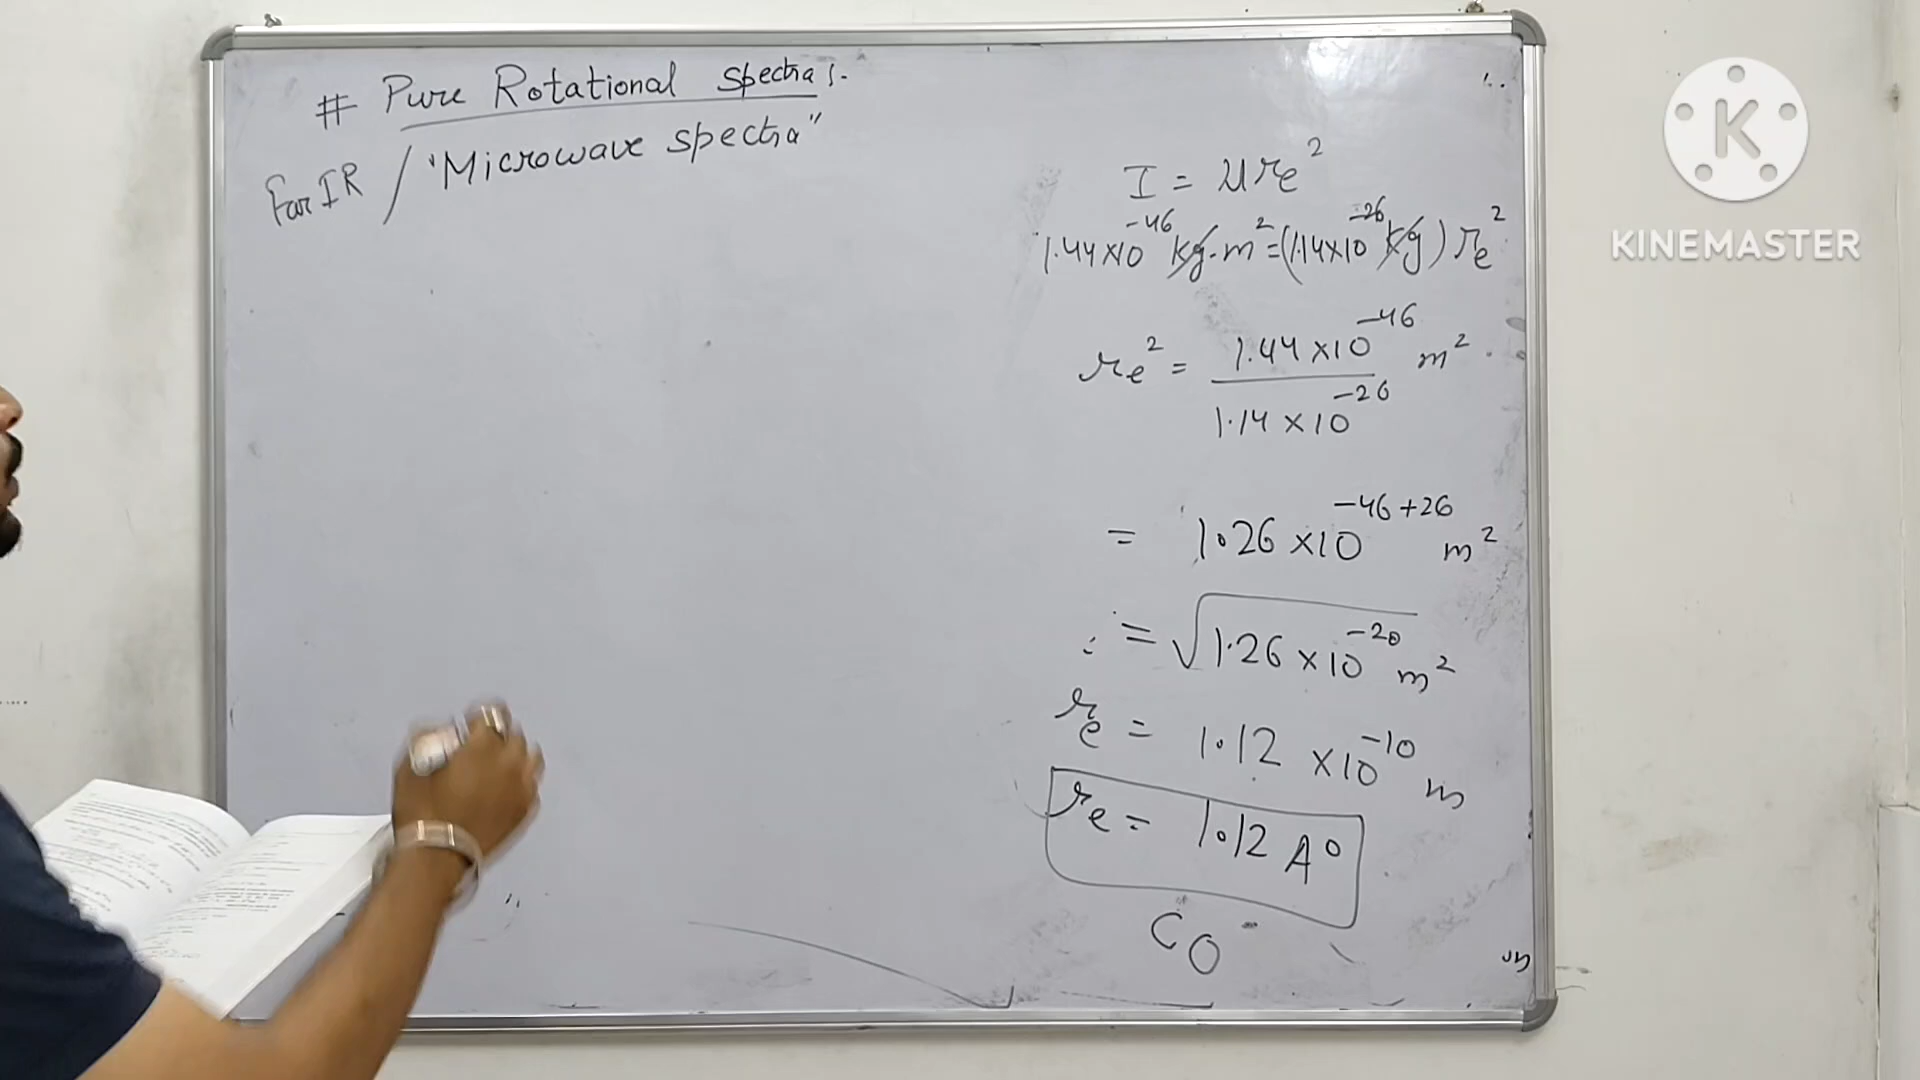 # Pure Rotational spectra :-
Far IR / "Microwave spectra"
I = μre²
1.44×10⁻⁴⁶ kg·m² = (1.14×10⁻²⁶ kg) re²
re² = 1.44×10⁻⁴⁶ m²
1.14×10⁻²⁶
= 1.26×10⁻⁴⁶⁺²⁶ m²
= √1.26×10⁻²⁰ m²
re = 1.12 ×10⁻¹⁰ m
re = 1.12 A°
CO
K
KINEMASTER